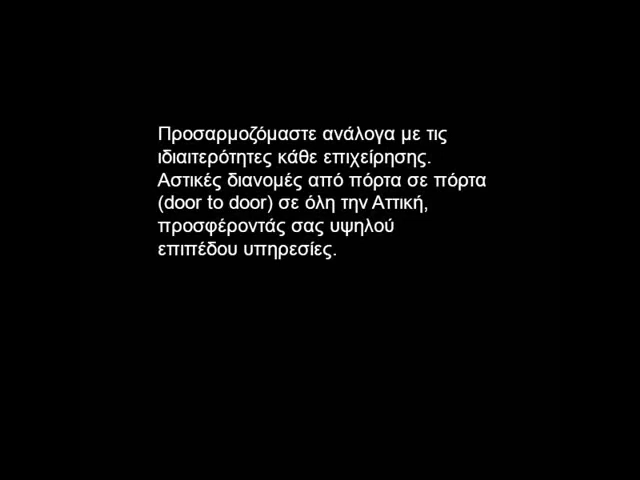 Προσαρμοζόμαστε ανάλογα με τις
ιδιαιτερότητες κάθε επιχείρησης.
Αστικές διανομές από πόρτα σε πόρτα
(door to door) σε όλη την Αττική,
προσφέροντάς σας υψηλού
επιπέδου υπηρεσίες.